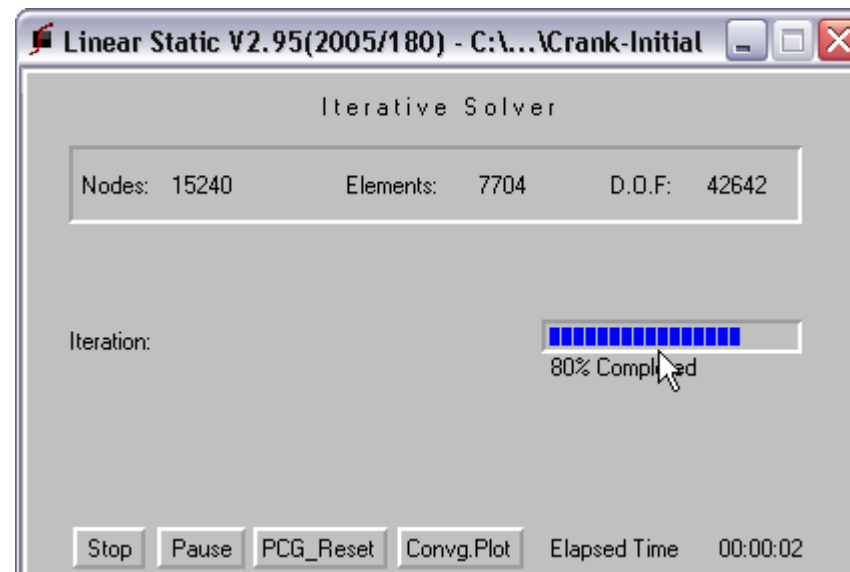 Linear Static V2.95(2005/180) - C:\...\Crank-Initial
Iterative Solver
Nodes: 15240 Elements: 7704 D.O.F: 42642
Iteration:
80% Completed
Stop Pause PCG_Reset Convg.Plot Elapsed Time 00:00:02